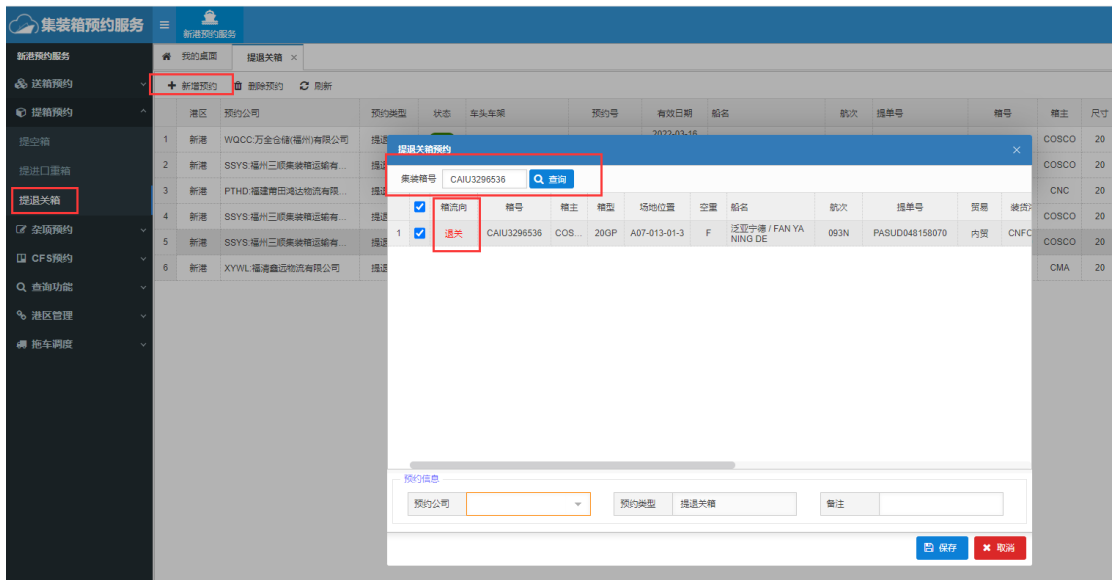 集装箱预约服务
新港预约服务
新港预约服务
我的桌面
提退关箱 ×
送箱预约
提箱预约
提空箱
提进口重箱
提退关箱
杂项预约
CFS预约
查询功能
港区管理
拖车调度
新增预约 删除预约 刷新
港区 预约公司 预约类型 状态 车头车架 预约号 有效日期 船名 航次 提单号 箱号 箱主 尺寸
1 新港 WQCC:万全仓储(福州)有限公司 提退 COSCO 20
2 新港 SSYS:福州三顺集装箱运输有... 提退 COSCO 20
3 新港 PTHD:福建莆田鸿达物流有限... 提退 CNC 20
4 新港 SSYS:福州三顺集装箱运输有... 提退 COSCO 20
5 新港 SSYS:福州三顺集装箱运输有... 提退 COSCO 20
6 新港 XYWL:福清鑫远物流有限公司 提退 CMA 20
提退关箱预约 ×
集装箱号 CAIU3296536 查询
箱流向 箱号 箱主 箱型 场地位置 空重 船名 航次 提单号 贸易 装货
1 退关 CAIU3296536 COS... 20GP A07-013-01-3 F 泛亚宁德 / FAN YA
NING DE 093N PASUD048158070 内贸 CNFC
预约信息
预约公司 预约类型 提退关箱 备注
保存 取消